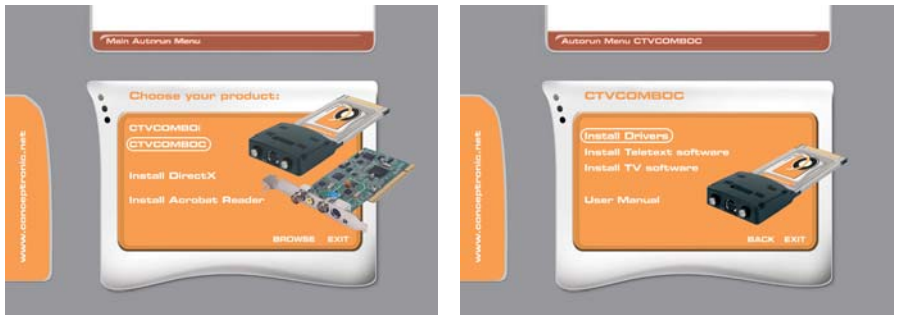 Main Autorun Menu
Choose your product:
CTVCOMBOi
CTVCOMBOC
Install DirectX
Install Acrobat Reader
BROWSE EXIT
www.conceptronic.net
Autorun Menu CTVCOMBOC
CTVCOMBOC
Install Drivers
Install Teletext software
Install TV software
User Manual
BACK EXIT
www.conceptronic.net